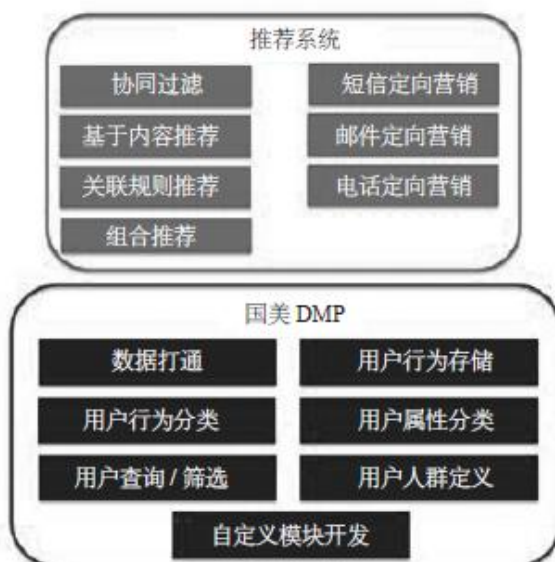 推荐系统
协同过滤
短信定向营销
基于内容推荐
邮件定向营销
关联规则推荐
电话定向营销
组合推荐
国美 DMP
数据打通
用户行为存储
用户行为分类
用户属性分类
用户查询 / 筛选
用户人群定义
自定义模块开发